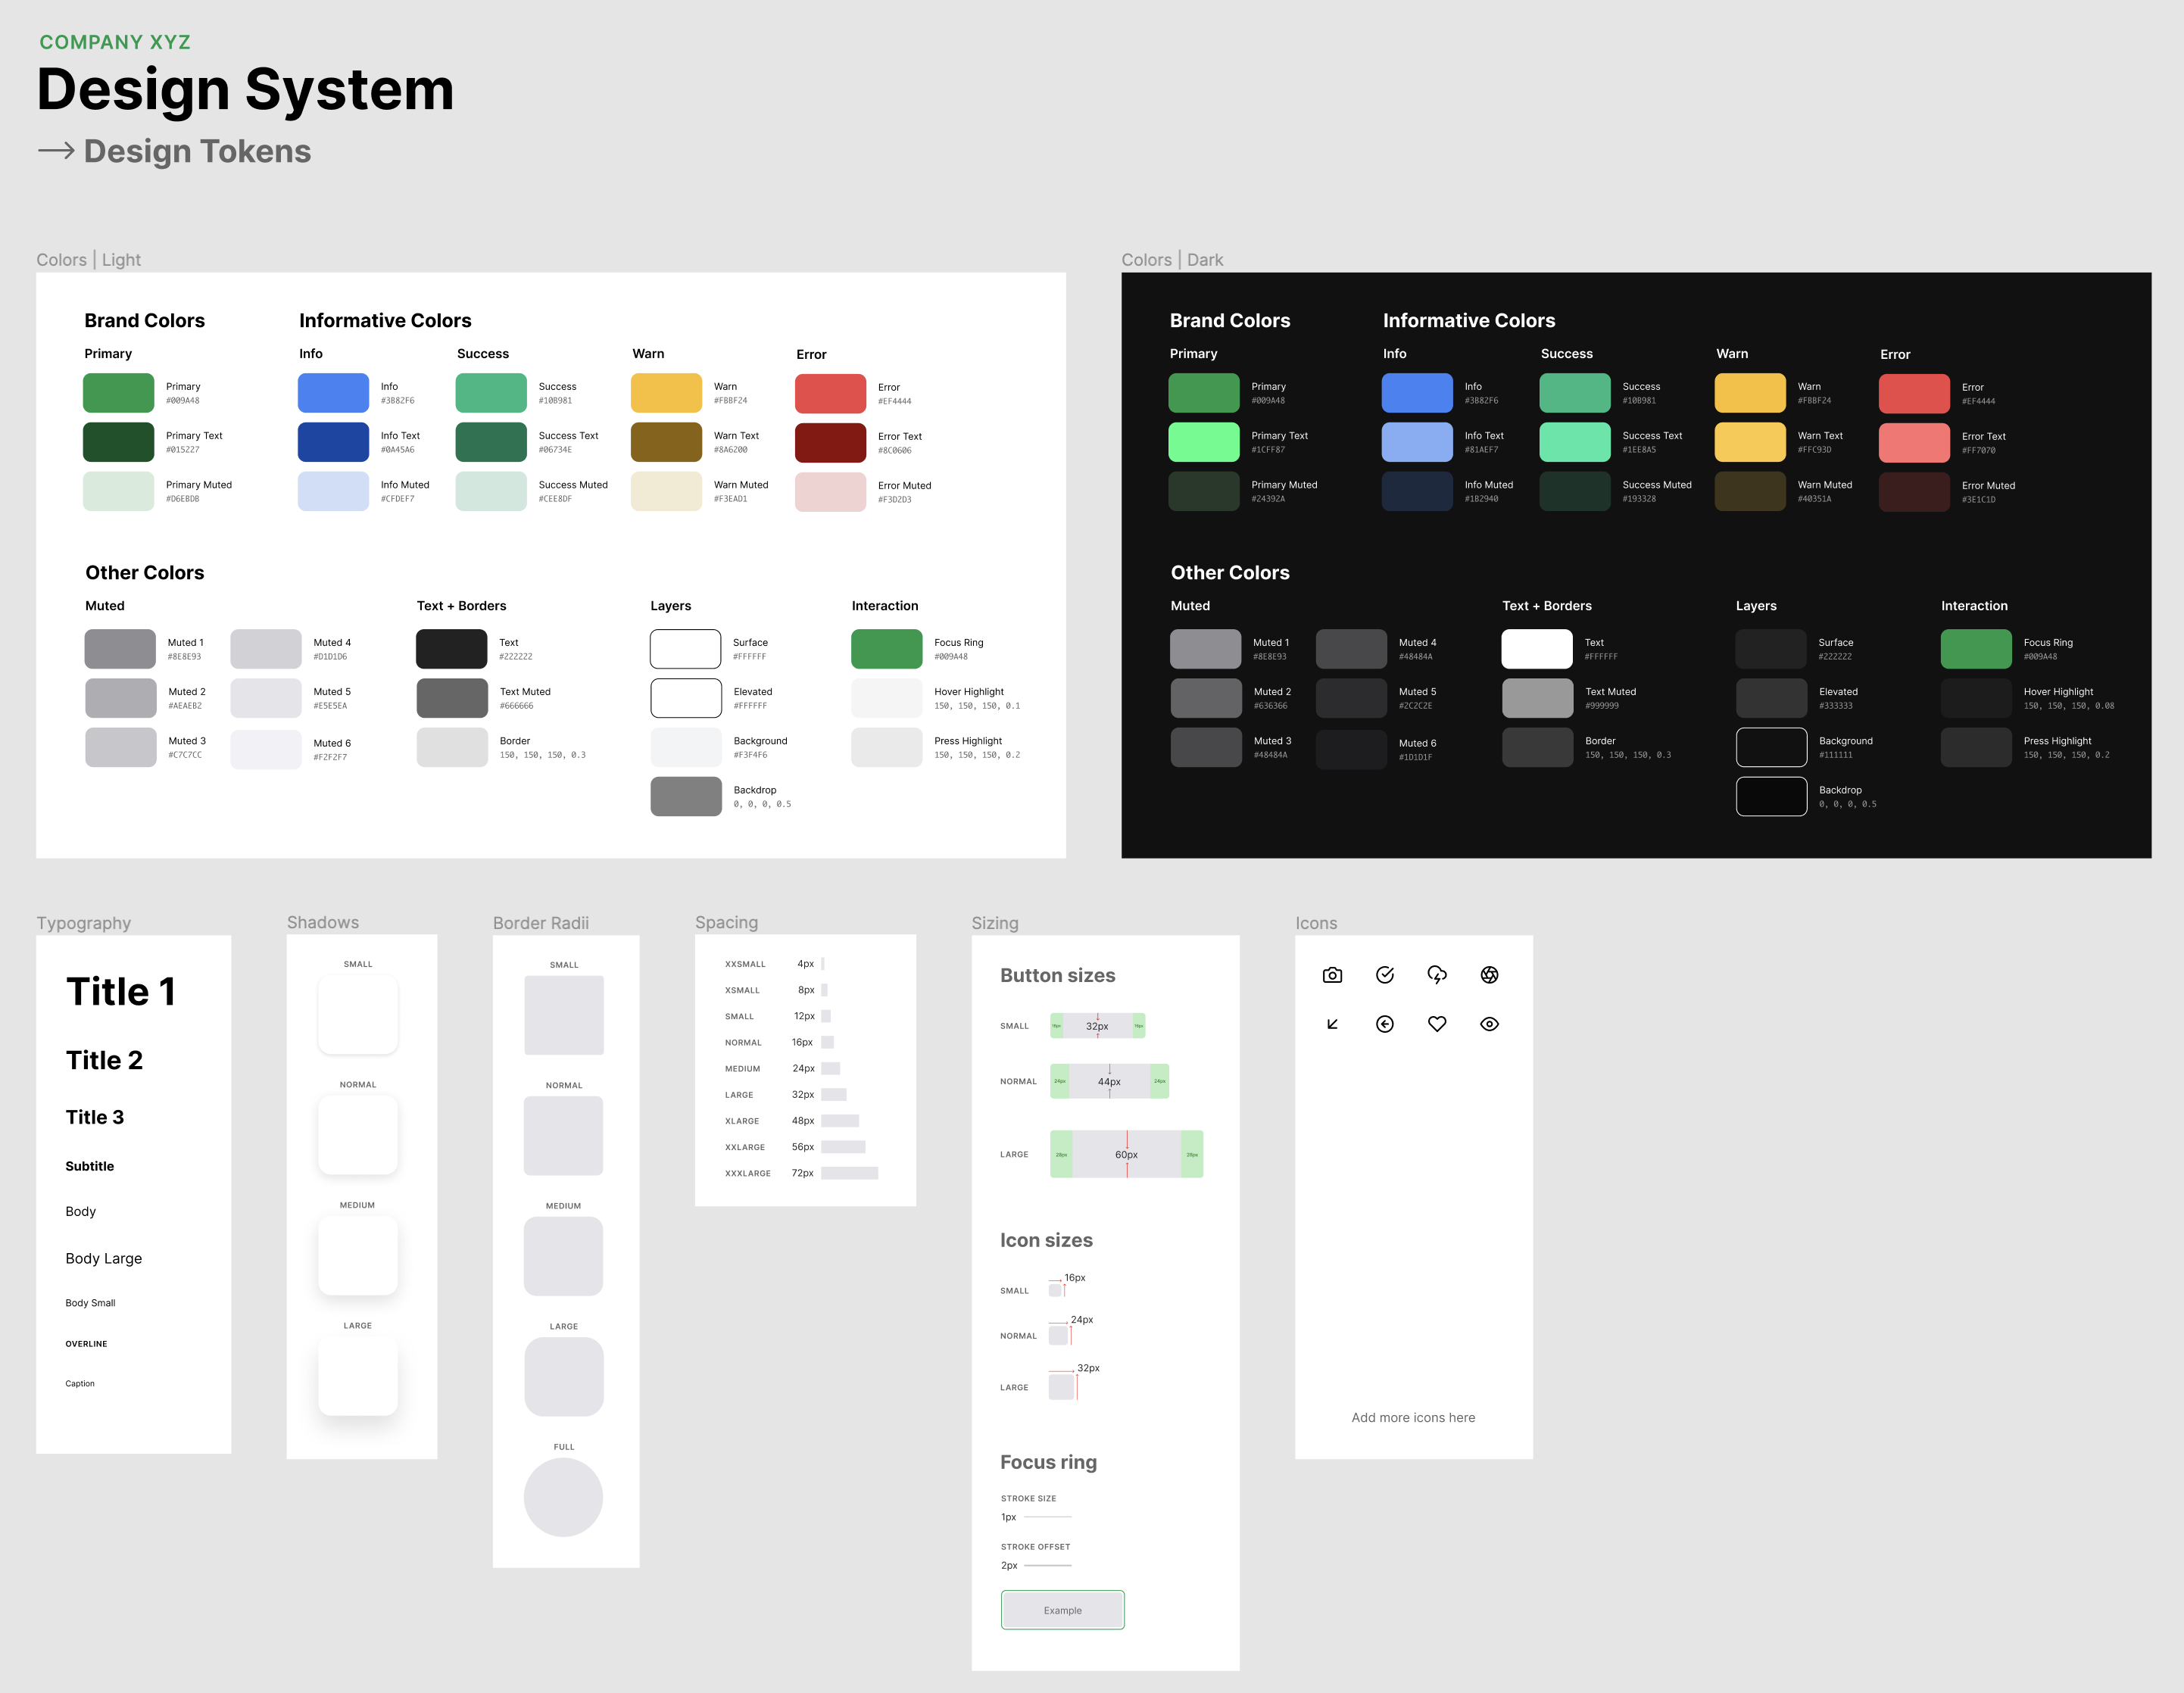 COMPANY XYZ
Design System
→ Design Tokens
Colors | Light
Brand Colors
Primary
Primary
#009A48
Primary Text
#015227
Primary Muted
#D6EBDB
Informative Colors
Info
Info
#3B82F6
Info Text
#0A45A6
Info Muted
#CFDEF7
Success
Success
#10B981
Success Text
#06734E
Success Muted
#CEE8DF
Warn
Warn
#FBBF24
Warn Text
#8A6200
Warn Muted
#F3EAD1
Error
Error
#EF4444
Error Text
#8C0606
Error Muted
#F3D2D3
Other Colors
Muted
Muted 1
#8E8E93
Muted 2
#AEAEB2
Muted 3
#C7C7CC
Muted 4
#D1D1D6
Muted 5
#E5E5EA
Muted 6
#F2F2F7
Text + Borders
Text
#222222
Text Muted
#666666
Border
150, 150, 150, 0.3
Layers
Surface
#FFFFFF
Elevated
#FFFFFF
Background
#F3F4F6
Backdrop
0, 0, 0, 0.5
Interaction
Focus Ring
#009A48
Hover Highlight
150, 150, 150, 0.1
Press Highlight
150, 150, 150, 0.2
Colors | Dark
Brand Colors
Primary
Primary
#009A48
Primary Text
#1CFF87
Primary Muted
#24392A
Informative Colors
Info
Info
#3B82F6
Info Text
#81AEF7
Info Muted
#1B2940
Success
Success
#10B981
Success Text
#1EE8A5
Success Muted
#193328
Warn
Warn
#FBBF24
Warn Text
#FFC93D
Warn Muted
#40351A
Error
Error
#EF4444
Error Text
#FF7070
Error Muted
#3E1C1D
Other Colors
Muted
Muted 1
#8E8E93
Muted 2
#636366
Muted 3
#48484A
Muted 4
#48484A
Muted 5
#2C2C2E
Muted 6
#1D1D1F
Text + Borders
Text
#FFFFFF
Text Muted
#999999
Border
150, 150, 150, 0.3
Layers
Surface
#222222
Elevated
#333333
Background
#111111
Backdrop
0, 0, 0, 0.5
Interaction
Focus Ring
#009A48
Hover Highlight
150, 150, 150, 0.08
Press Highlight
150, 150, 150, 0.2
Typography
Title 1
Title 2
Title 3
Subtitle
Body
Body Large
Body Small
OVERLINE
Caption
Shadows
SMALL
NORMAL
MEDIUM
LARGE
Border Radii
SMALL
NORMAL
MEDIUM
LARGE
FULL
Spacing
XXSMALL 4px
XSMALL 8px
SMALL 12px
NORMAL 16px
MEDIUM 24px
LARGE 32px
XLARGE 48px
XXLARGE 56px
XXXLARGE 72px
Sizing
Button sizes
SMALL 16px 32px 16px
NORMAL 24px 44px 24px
LARGE 28px 60px 28px
Icon sizes
16px
SMALL
24px
NORMAL
32px
LARGE
Focus ring
STROKE SIZE
1px
STROKE OFFSET
2px
Example
Icons
Add more icons here